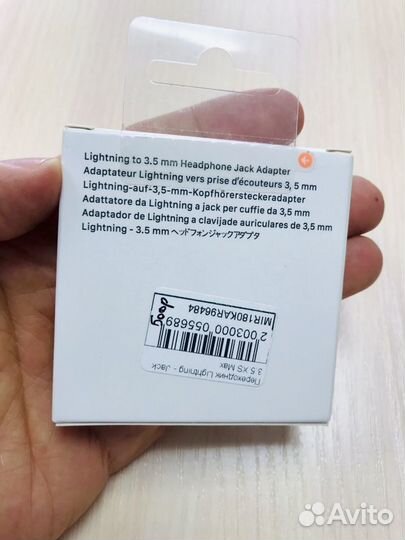 Lightning to 3.5 mm Headphone Jack Adapter
Adaptateur Lightning vers prise d'écouteurs 3,5 mm
Lightning-auf-3,5-mm-Kopfhörersteckeradapter
Adattatore da Lightning a jack per cuffie da 3,5 mm
Adaptador de Lightning a clavijade auriculares de 3,5 mm
Lightning - 3.5 mm ヘッドフォンジャックアダプタ
Переходник Lightning - Jack
3.5 XS Max
2 003000 055689
MIR180KAR96484
Avito